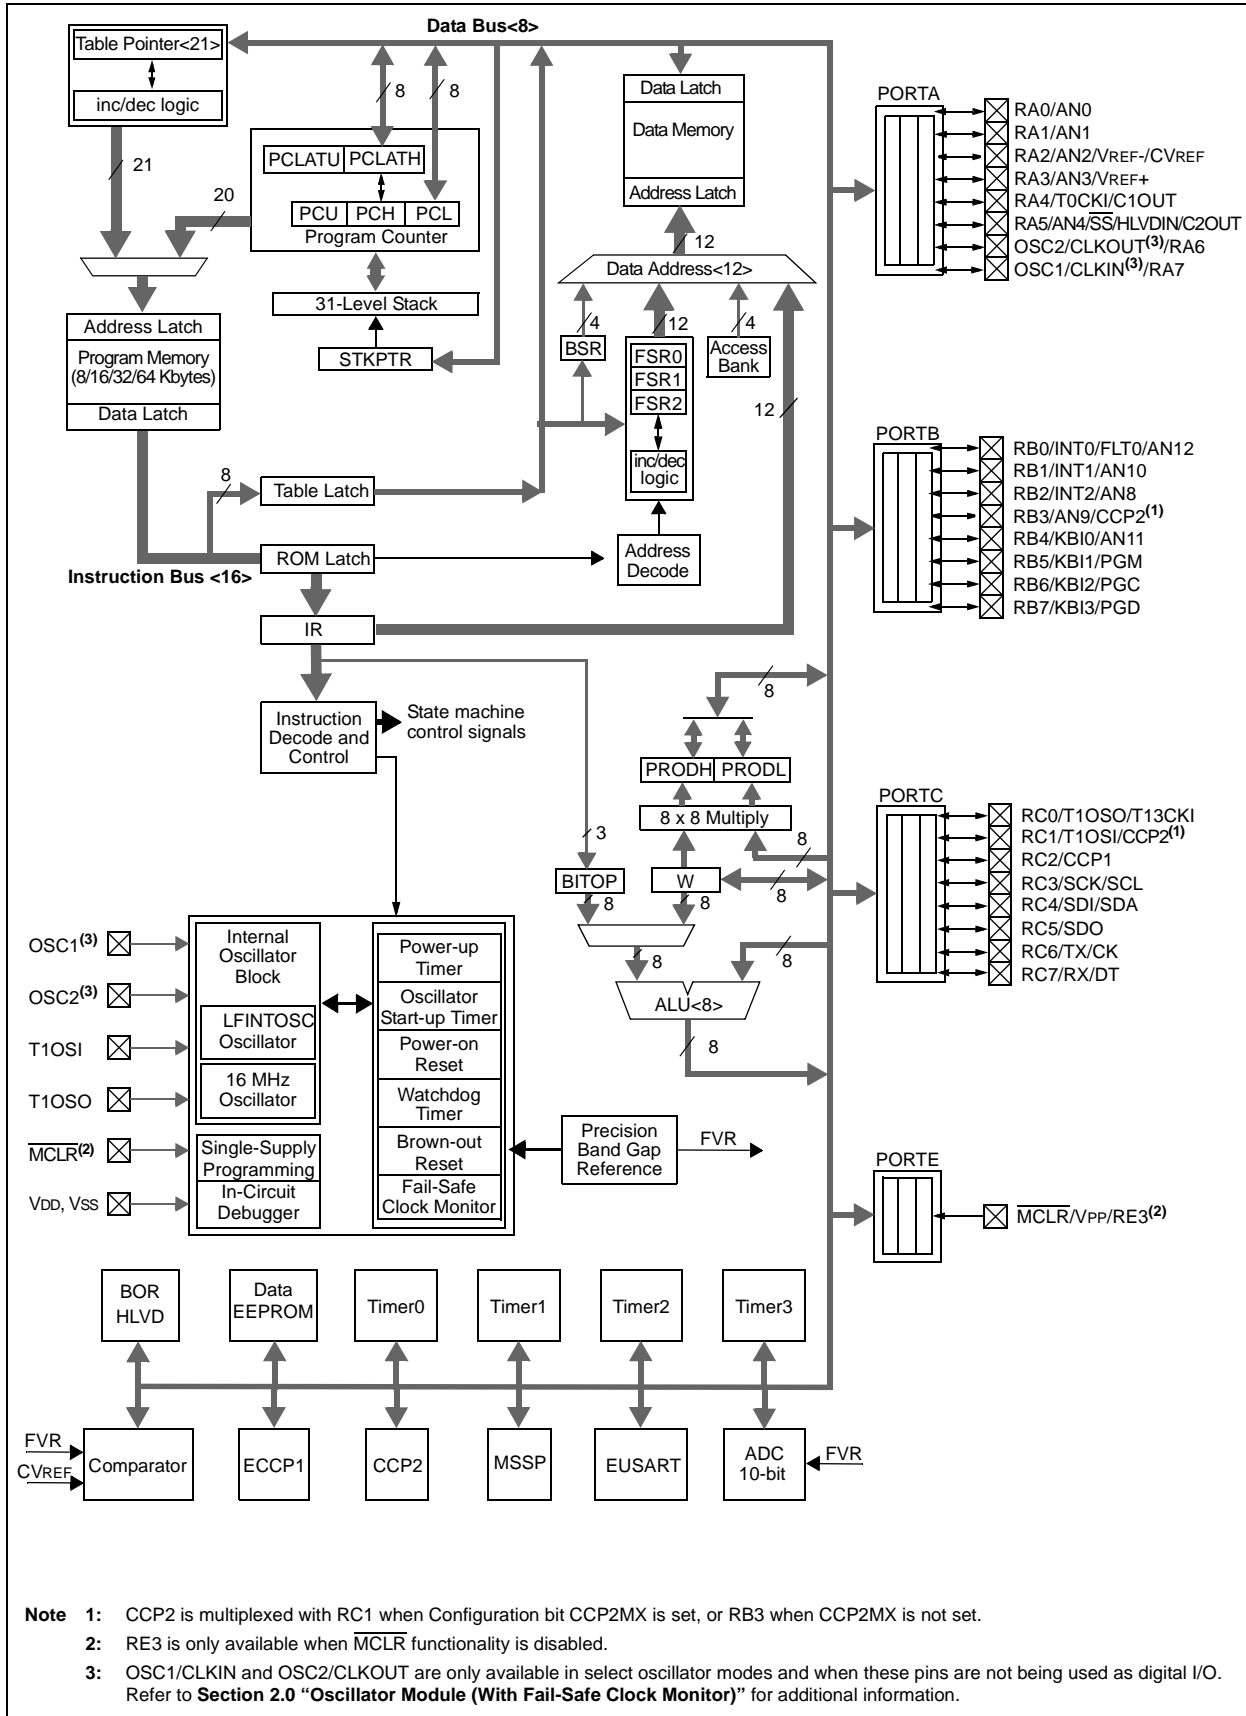 Data Bus<8>
Table Pointer<21>
inc/dec logic
21
20
8
8
PCLATU
PCLATH
PCU
PCH
PCL
Program Counter
31-Level Stack
STKPTR
Data Latch
Data Memory
Address Latch
12
Data Address<12>
4
12
4
BSR
FSR0
FSR1
FSR2
inc/dec
logic
Access
Bank
12
Address
Decode
Address Latch
Program Memory
(8/16/32/64 Kbytes)
Data Latch
8
Table Latch
ROM Latch
Instruction Bus <16>
IR
Instruction
Decode and
Control
State machine
control signals
8
PRODH
PRODL
8 x 8 Multiply
3
8
BITOP
W
8
8
8
8
8
ALU<8>
8
PORTA
RA0/AN0
RA1/AN1
RA2/AN2/VREF-/CVREF
RA3/AN3/VREF+
RA4/T0CKI/C1OUT
RA5/AN4/SS/HLVDIN/C2OUT
OSC2/CLKOUT(3)/RA6
OSC1/CLKIN(3)/RA7
PORTB
RB0/INT0/FLT0/AN12
RB1/INT1/AN10
RB2/INT2/AN8
RB3/AN9/CCP2(1)
RB4/KBI0/AN11
RB5/KBI1/PGM
RB6/KBI2/PGC
RB7/KBI3/PGD
PORTC
RC0/T1OSO/T13CKI
RC1/T1OSI/CCP2(1)
RC2/CCP1
RC3/SCK/SCL
RC4/SDI/SDA
RC5/SDO
RC6/TX/CK
RC7/RX/DT
PORTE
MCLR/VPP/RE3(2)
OSC1(3)
OSC2(3)
T1OSI
T1OSO
MCLR(2)
VDD, VSS
Internal
Oscillator
Block
LFINTOSC
Oscillator
16 MHz
Oscillator
Single-Supply
Programming
In-Circuit
Debugger
Power-up
Timer
Oscillator
Start-up Timer
Power-on
Reset
Watchdog
Timer
Brown-out
Reset
Fail-Safe
Clock Monitor
Precision
Band Gap
Reference
FVR
BOR
HLVD
Data
EEPROM
Timer0
Timer1
Timer2
Timer3
FVR
CVREF
Comparator
ECCP1
CCP2
MSSP
EUSART
ADC
10-bit
FVR
Note 1: CCP2 is multiplexed with RC1 when Configuration bit CCP2MX is set, or RB3 when CCP2MX is not set.
2: RE3 is only available when MCLR functionality is disabled.
3: OSC1/CLKIN and OSC2/CLKOUT are only available in select oscillator modes and when these pins are not being used as digital I/O.
Refer to Section 2.0 “Oscillator Module (With Fail-Safe Clock Monitor)” for additional information.